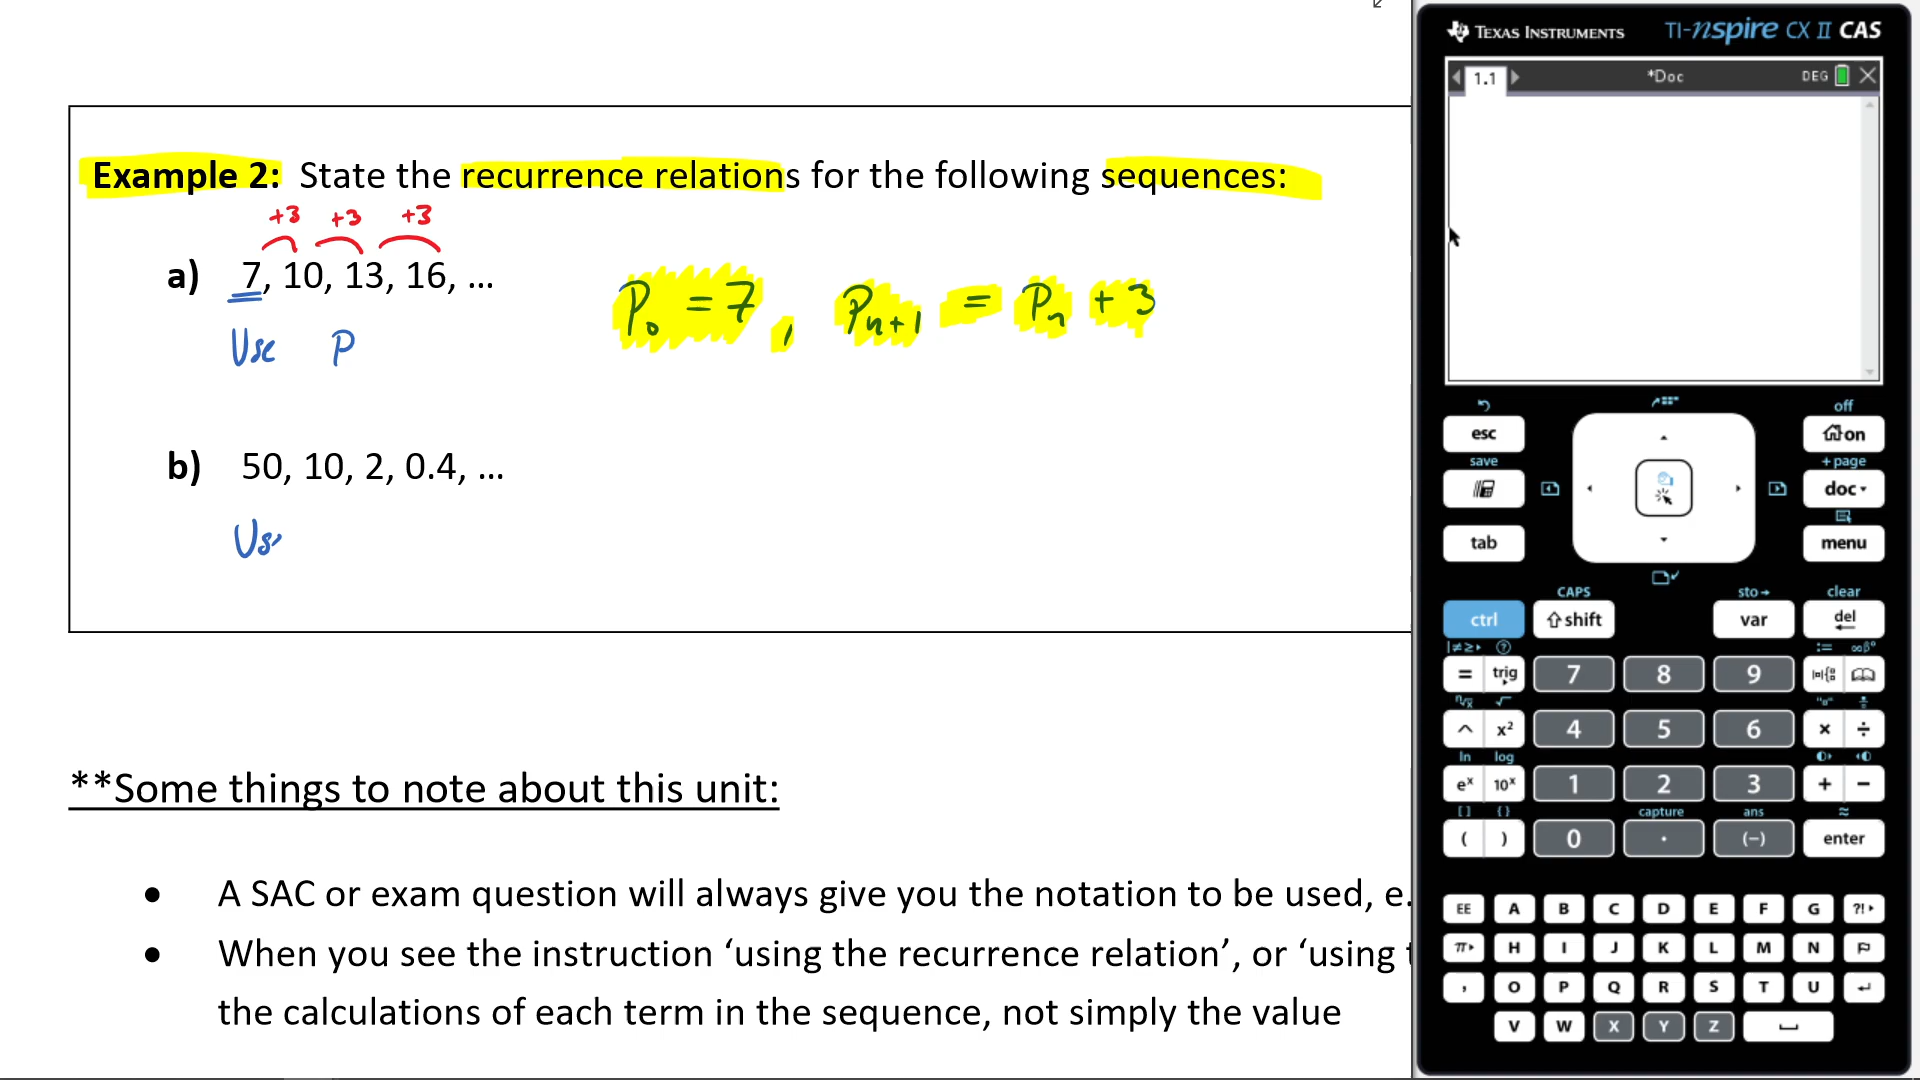 Example 2: State the recurrence relations for the following sequences:
+3 +3 +3
a) 7, 10, 13, 16, ...
P₀ = 7, Pₙ₊₁ = Pₙ + 3
Use P
b) 50, 10, 2, 0.4, ...
Us
**Some things to note about this unit:
• A SAC or exam question will always give you the notation to be used, e.
• When you see the instruction ‘using the recurrence relation’, or ‘using
the calculations of each term in the sequence, not simply the value
TEXAS INSTRUMENTS TI-nspire CX II CAS
1.1 *Doc DEG
off
esc on
save + page
doc
tab menu
CAPS sto→ clear
ctrl shift var del
= trig 7 8 9
^ x² 4 5 6 × ÷
ln log
eˣ 10ˣ 1 2 3 + −
[ ] { } capture ans ≈
( ) 0 . (−) enter
EE A B C D E F G ?!
π H I J K L M N
, O P Q R S T U
V W X Y Z